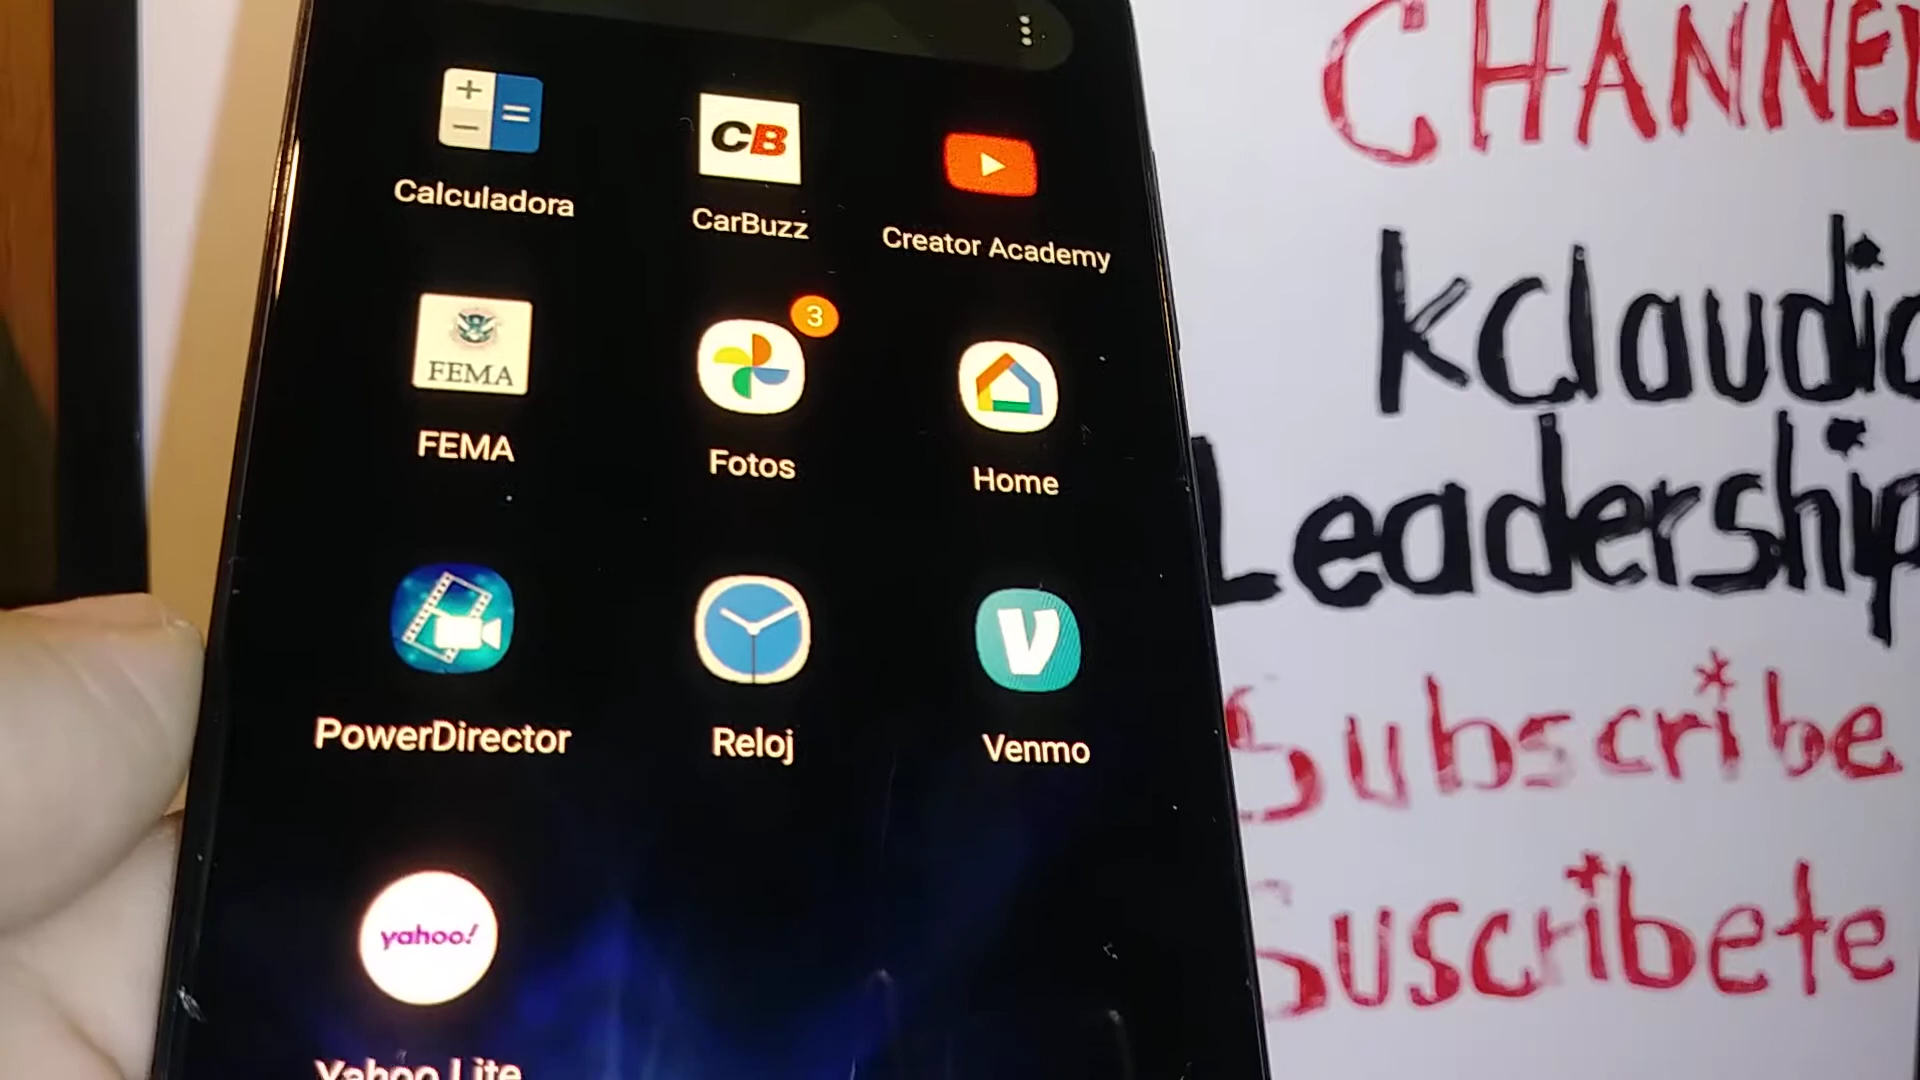 CB
Calculadora
CarBuzz
Creator Academy
FEMA
3
FEMA
Fotos
Home
PowerDirector
Reloj
Venmo
yahoo!
Yahoo Lite
CHANNEL
kclaudio
Leadership
Subscribe
Suscribete